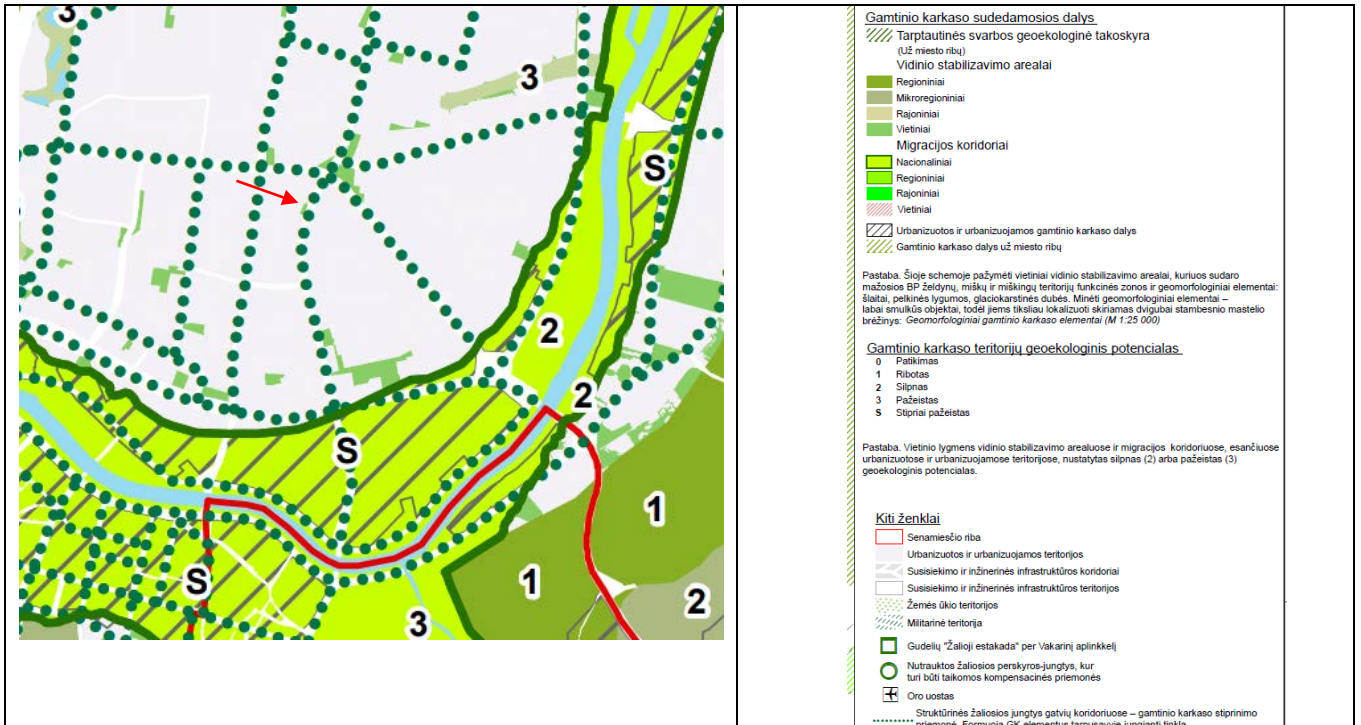 3
3
S
2
2
S
1
1
S
2
3
Gamtinio karkaso sudedamosios dalys
Tarptautinės svarbos geoekologinė takoskyra
(Už miesto ribų)
Vidinio stabilizavimo arealai
Regioniniai
Mikroregioniniai
Rajoniniai
Vietiniai
Migracijos koridoriai
Nacionaliniai
Regioniniai
Rajoniniai
Vietiniai
Urbanizuotos ir urbanizuojamos gamtinio karkaso dalys
Gamtinio karkaso dalys už miesto ribų
Pastaba. Šioje schemoje pažymėti vietiniai vidinio stabilizavimo arealai, kuriuos sudaro
mažosios BP želdynų, miškų ir miškingų teritorijų funkcinės zonos ir geomorfologiniai elementai:
šlaitai, pelkinės lygumos, glaciokarstinės dubės. Minėti geomorfologiniai elementai –
labai smulkūs objektai, todėl jiems tiksliau lokalizuoti skiriamas dvigubai stambesnio mastelio
brėžinys: Geomorfologiniai gamtinio karkaso elementai (M 1:25 000)
Gamtinio karkaso teritorijų geoekologinis potencialas
0 Patikimas
1 Ribotas
2 Silpnas
3 Pažeistas
S Stipriai pažeistas
Pastaba. Vietinio lygmens vidinio stabilizavimo arealuose ir migracijos koridoriuose, esančiuose
urbanizuotose ir urbanizuojamose teritorijose, nustatytas silpnas (2) arba pažeistas (3)
geoekologinis potencialas.
Kiti ženklai
Senamiesčio riba
Urbanizuotos ir urbanizuojamos teritorijos
Susisiekimo ir inžinerinės infrastruktūros koridoriai
Susisiekimo ir inžinerinės infrastruktūros teritorijos
Žemės ūkio teritorijos
Militarinė teritorija
Gudelių "Žalioji estakada" per Vakarinį aplinkkelį
Nutrauktos žaliosios perskyros-jungtys, kur
turi būti taikomos kompensacinės priemonės
Oro uostas
Struktūrinės žaliosios jungtys gatvių koridoriuose – gamtinio karkaso stiprinimo
priemonė. Formuoja GK elementus tarpusavyje jungianti tinklą